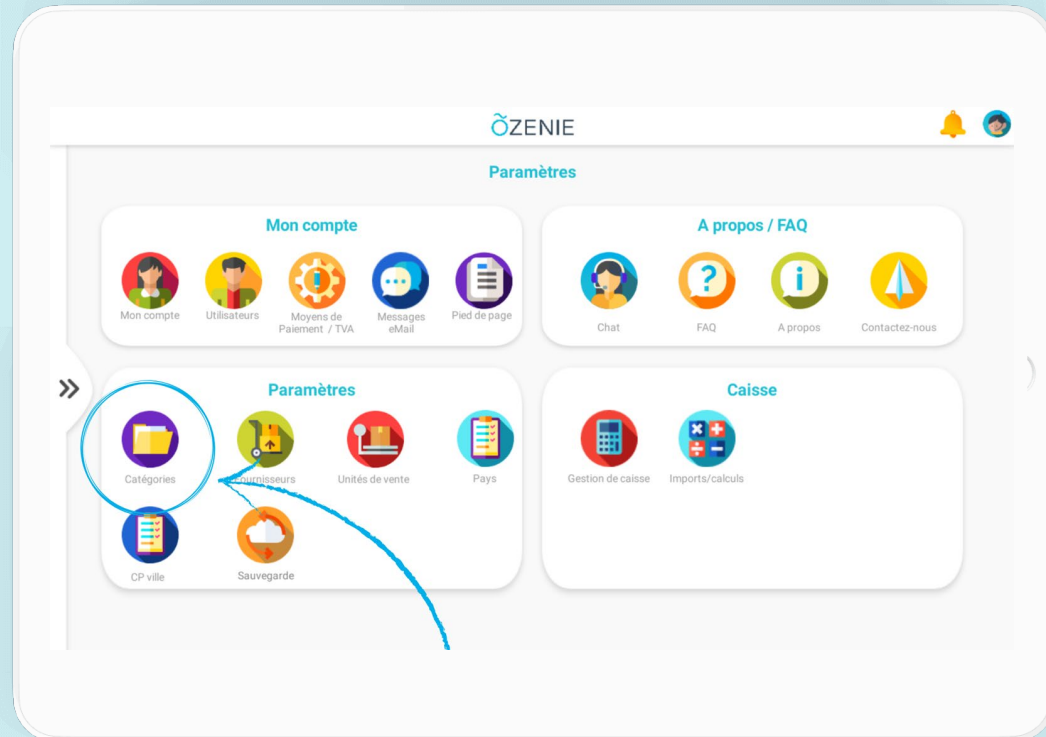 ÕZENIE
Paramètres
Mon compte
Mon compte
Utilisateurs
Moyens de
Paiement / TVA
Messages
eMail
Pied de page
A propos / FAQ
Chat
FAQ
A propos
Contactez-nous
Paramètres
Catégories
Fournisseurs
Unités de vente
Pays
CP ville
Sauvegarde
Caisse
Gestion de caisse
Imports/calculs